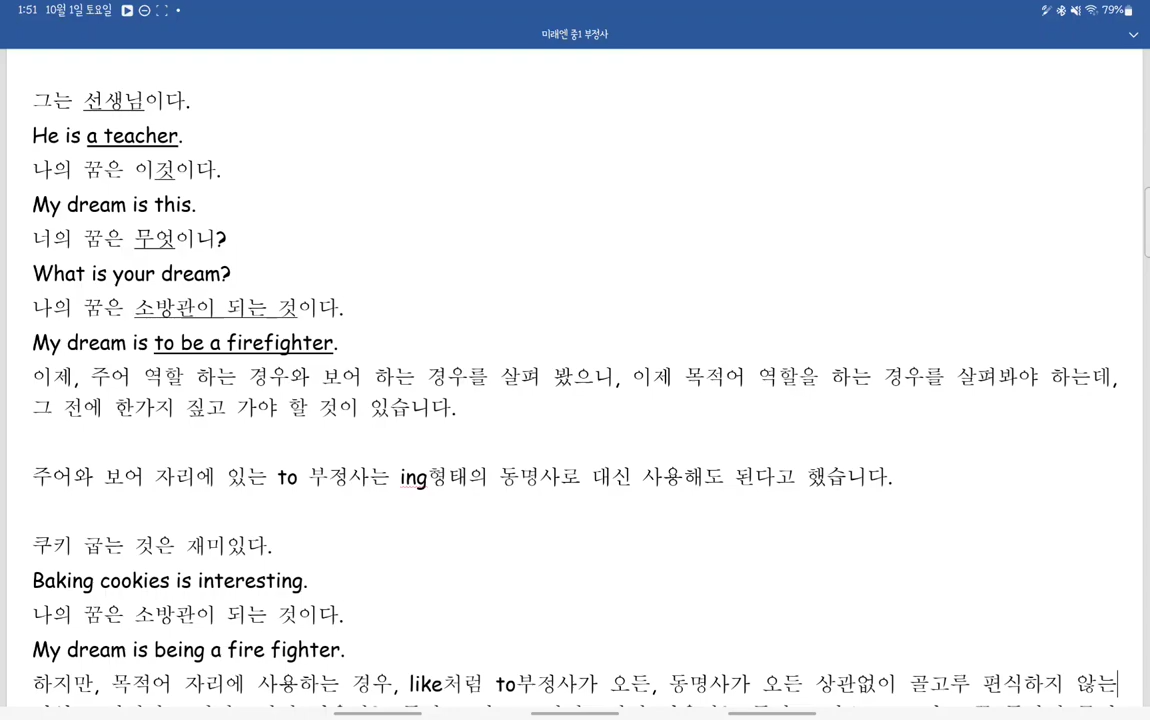 1:51 10월 1일 토요일
79%
미래엔 중1 부정사
그는 선생님이다.
He is a teacher.
나의 꿈은 이것이다.
My dream is this.
너의 꿈은 무엇이니?
What is your dream?
나의 꿈은 소방관이 되는 것이다.
My dream is to be a firefighter.
이제, 주어 역할 하는 경우와 보어 하는 경우를 살펴 봤으니, 이제 목적어 역할을 하는 경우를 살펴봐야 하는데,
그 전에 한가지 짚고 가야 할 것이 있습니다.
주어와 보어 자리에 있는 to 부정사는 ing형태의 동명사로 대신 사용해도 된다고 했습니다.
쿠키 굽는 것은 재미있다.
Baking cookies is interesting.
나의 꿈은 소방관이 되는 것이다.
My dream is being a fire fighter.
하지만, 목적어 자리에 사용하는 경우, like처럼 to부정사가 오든, 동명사가 오든 상관없이 골고루 편식하지 않는